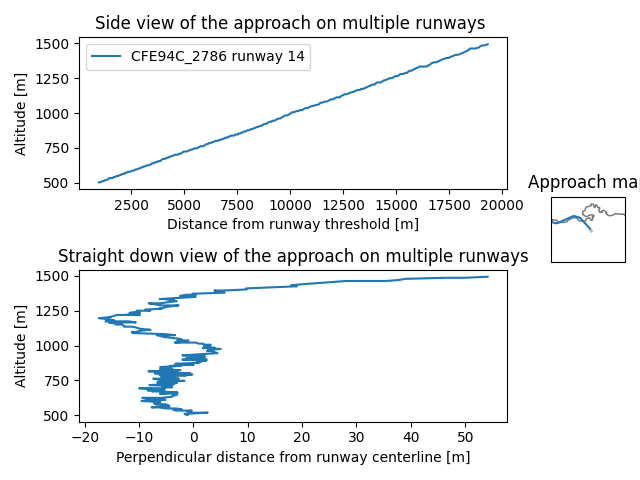 Side view of the approach on multiple runways
1500
1250
1000
750
500
Altitude [m]
CFE94C_2786 runway 14
2500 5000 7500 10000 12500 15000 17500 20000
Distance from runway threshold [m]
Approach ma
Straight down view of the approach on multiple runways
1500
1250
1000
750
500
Altitude [m]
−20 −10 0 10 20 30 40 50
Perpendicular distance from runway centerline [m]